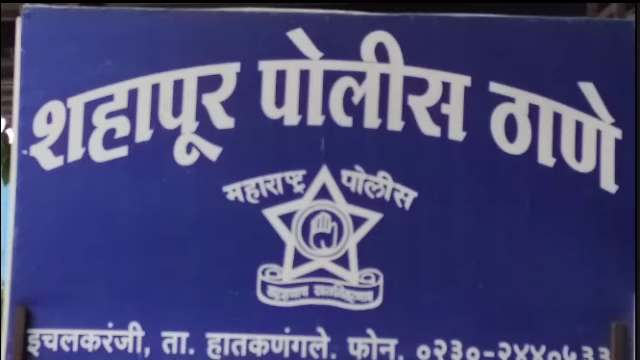 शहापूर पोलीस ठाणे
महाराष्ट्र पोलीस
इचलकरंजी, ता. हातकणंगले. फोन.